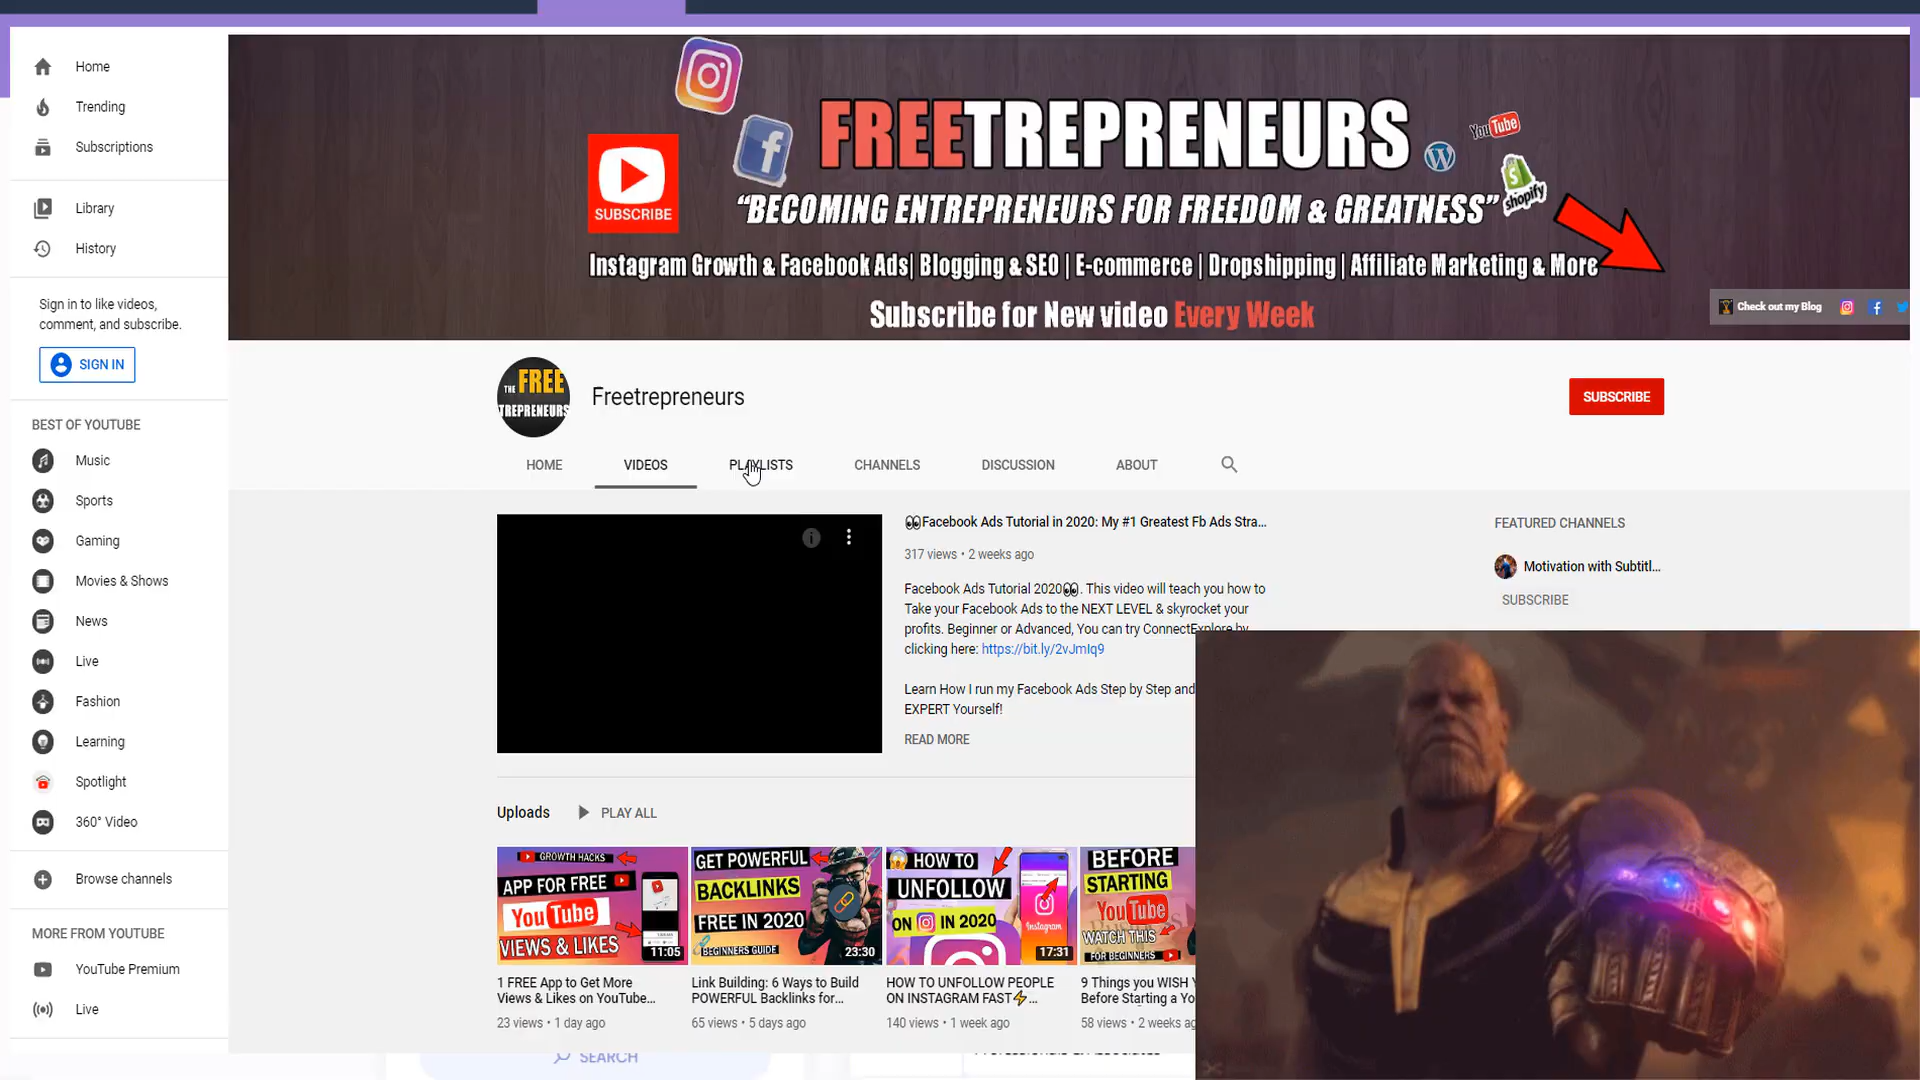 Home
Trending
Subscriptions
Library
History
Sign in to like videos,
comment, and subscribe.
SIGN IN
BEST OF YOUTUBE
Music
Sports
Gaming
Movies & Shows
News
Live
Fashion
Learning
Spotlight
360° Video
Browse channels
MORE FROM YOUTUBE
YouTube Premium
Live
FREETREPRENEURS
YouTube
shopify
SUBSCRIBE
“BECOMING ENTREPRENEURS FOR FREEDOM & GREATNESS”
Instagram Growth & Facebook Ads| Blogging & SEO | E-commerce | Dropshipping | Affiliate Marketing & More
Subscribe for New video Every Week
Check out my Blog
THE FREE
TREPRENEURS
Freetrepreneurs
SUBSCRIBE
HOME VIDEOS PLAYLISTS CHANNELS DISCUSSION ABOUT
👀Facebook Ads Tutorial in 2020: My #1 Greatest Fb Ads Stra...
317 views • 2 weeks ago
Facebook Ads Tutorial 2020👀. This video will teach you how to
Take your Facebook Ads to the NEXT LEVEL & skyrocket your
profits. Beginner or Advanced, You can try ConnectExplore by
clicking here: https://bit.ly/2vJmIq9
Learn How I run my Facebook Ads Step by Step and
EXPERT Yourself!
READ MORE
FEATURED CHANNELS
Motivation with Subtitl...
SUBSCRIBE
Uploads PLAY ALL
GROWTH HACKS
APP FOR FREE
YouTube
VIEWS & LIKES
11:05
1 FREE App to Get More
Views & Likes on YouTube...
23 views • 1 day ago
GET POWERFUL
BACKLINKS
FREE IN 2020
BEGINNERS GUIDE
23:30
Link Building: 6 Ways to Build
POWERFUL Backlinks for...
65 views • 5 days ago
HOW TO
UNFOLLOW
ON IN 2020
Instagram
17:31
HOW TO UNFOLLOW PEOPLE
ON INSTAGRAM FAST⚡...
140 views • 1 week ago
BEFORE
STARTING
YouTube
WATCH THIS
FOR BEGINNERS
9 Things you WISH
Before Starting a Yo
58 views • 2 weeks ag
SEARCH